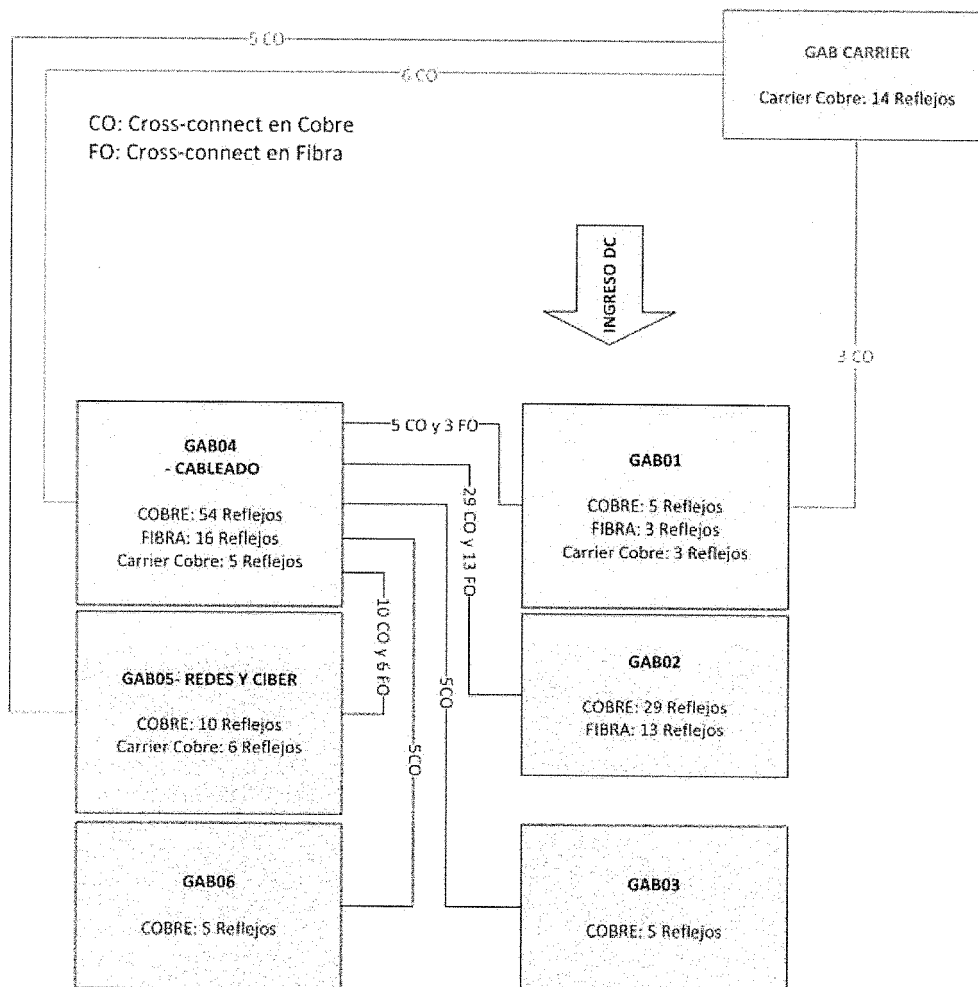 5 CO
6 CO
GAB CARRIER
Carrier Cobre: 14 Reflejos
CO: Cross-connect en Cobre
FO: Cross-connect en Fibra
INGRESO DC
3 CO
GAB04
- CABLEADO
COBRE: 54 Reflejos
FIBRA: 16 Reflejos
Carrier Cobre: 5 Reflejos
5 CO y 3 FO
29 CO y 13 FO
GAB01
COBRE: 5 Reflejos
FIBRA: 3 Reflejos
Carrier Cobre: 3 Reflejos
GAB05- REDES Y CIBER
COBRE: 10 Reflejos
Carrier Cobre: 6 Reflejos
10 CO y 6 FO
5CO
5CO
GAB02
COBRE: 29 Reflejos
FIBRA: 13 Reflejos
GAB06
COBRE: 5 Reflejos
GAB03
COBRE: 5 Reflejos